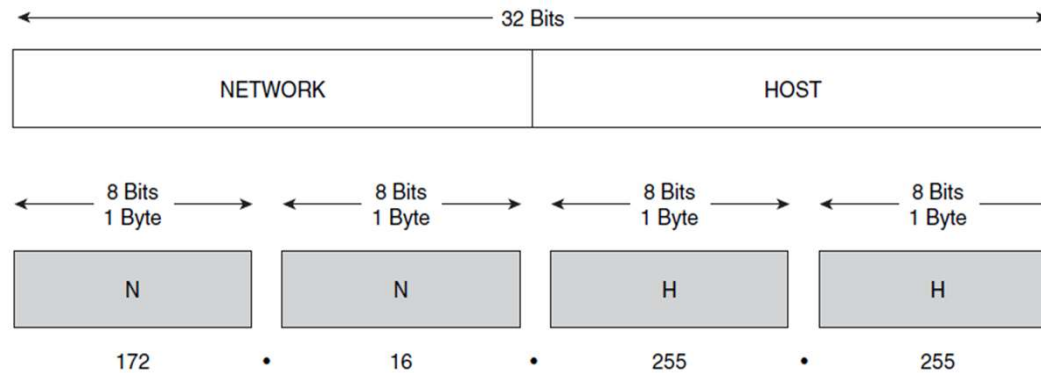 32 Bits
NETWORK HOST
8 Bits 8 Bits 8 Bits 8 Bits
1 Byte 1 Byte 1 Byte 1 Byte
N N H H
172 • 16 • 255 • 255